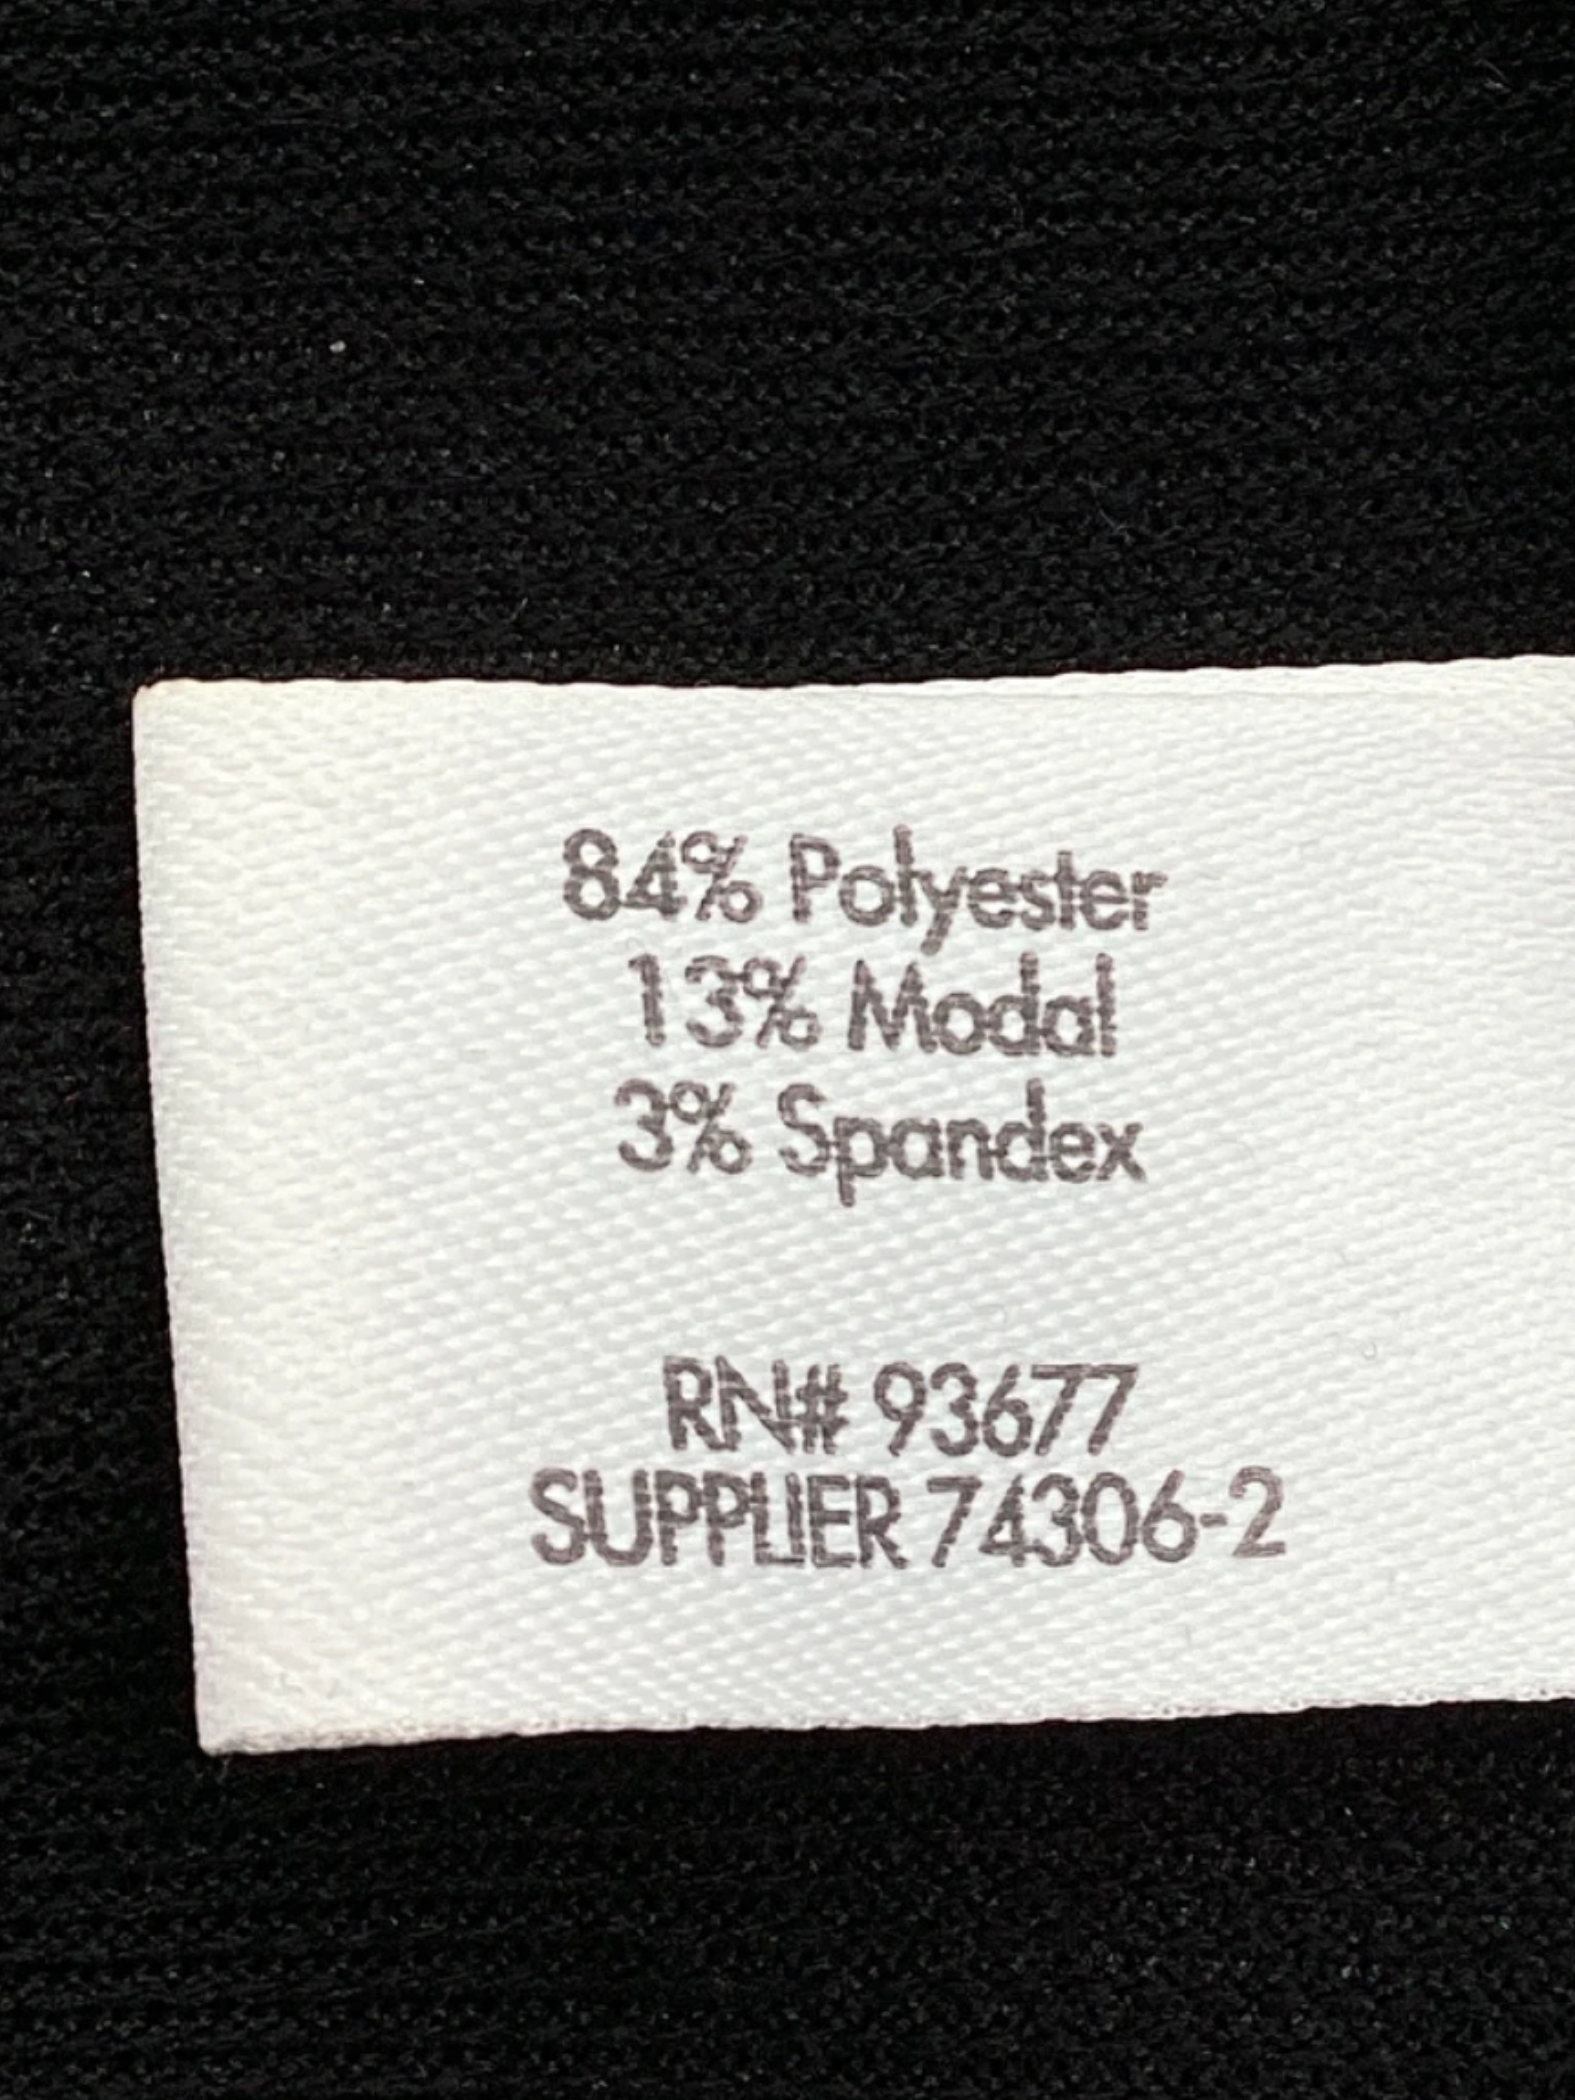 84% Polyester
13% Modal
3% Spandex
RN# 93677
SUPPLIER 74306-2